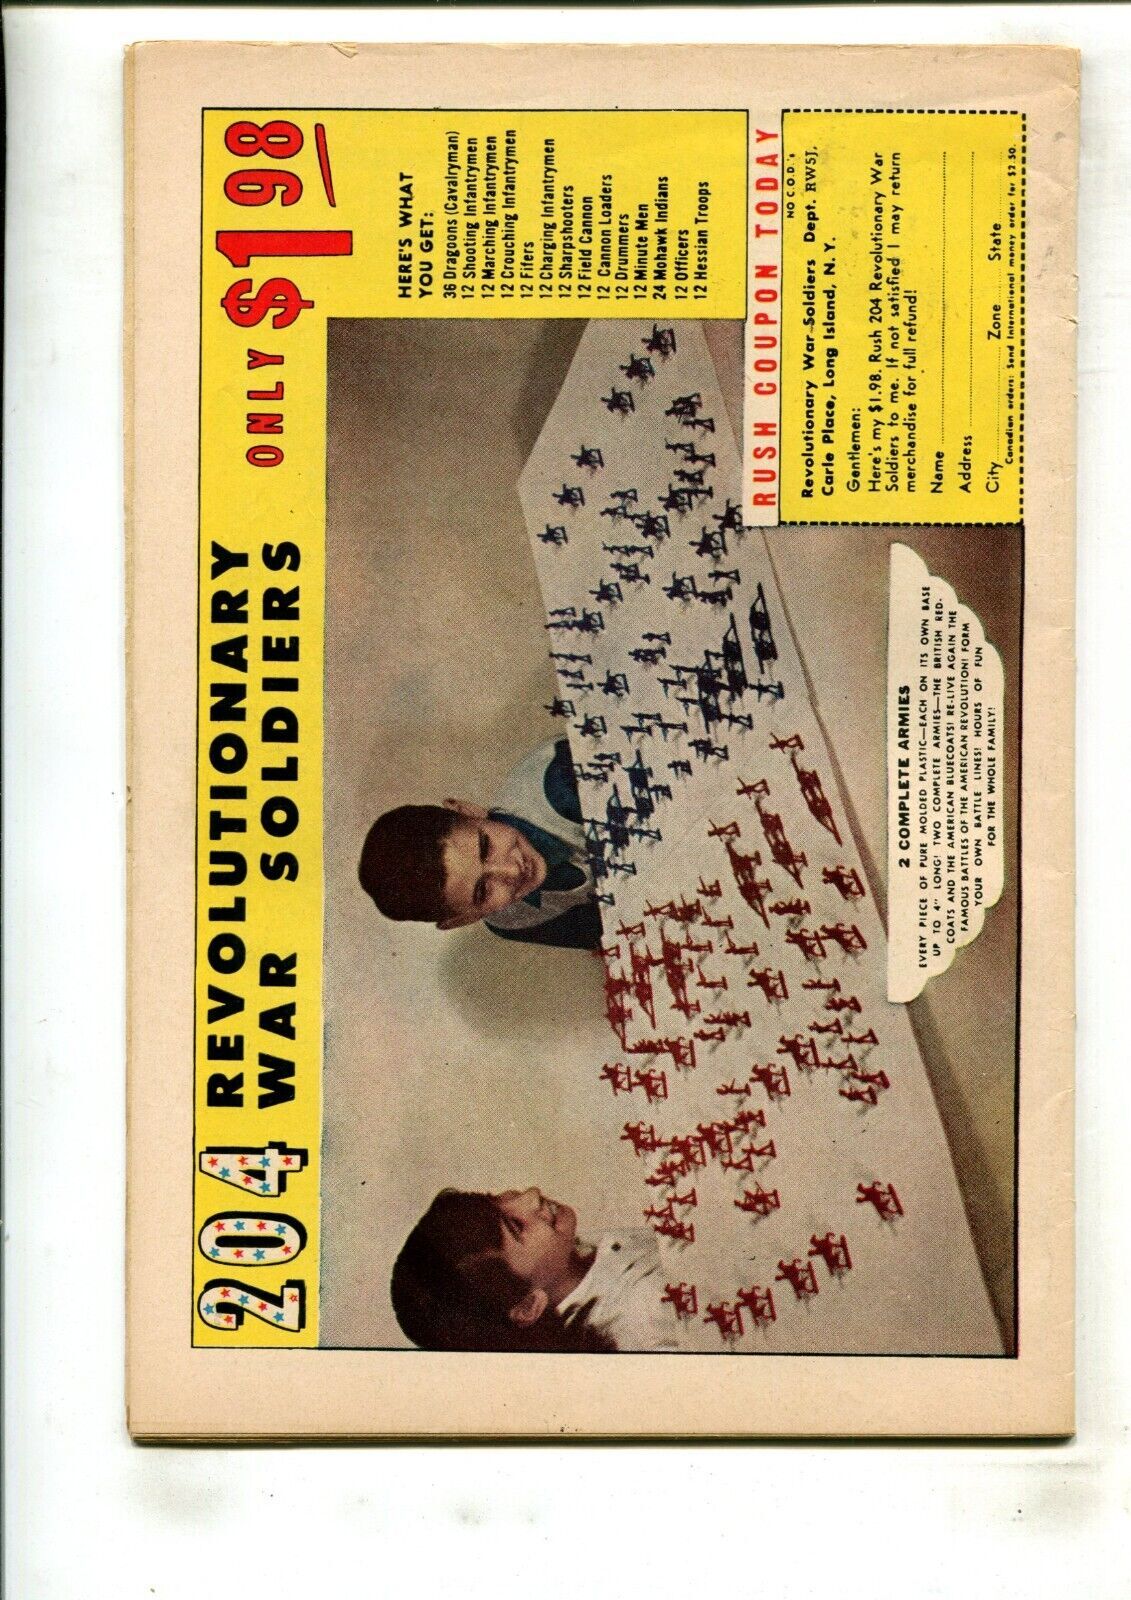 204 REVOLUTIONARY
WAR SOLDIERS
ONLY $1 98
HERE'S WHAT
YOU GET:
36 Dragoons (Cavalryman)
12 Shooting Infantrymen
12 Marching Infantrymen
12 Crouching Infantrymen
12 Fifers
12 Charging Infantrymen
12 Sharpshooters
12 Field Cannon
12 Cannon Loaders
12 Drummers
12 Minute Men
24 Mohawk Indians
12 Officers
12 Hessian Troops
RUSH COUPON TODAY
NO C.O.D.'s
Revolutionary War-Soldiers Dept. RW5J,
Carle Place, Long Island, N. Y.
Gentlemen:
Here's my $1.98. Rush 204 Revolutionary War
Soldiers to me. If not satisfied I may return
merchandise for full refund!
Name
Address
City Zone State
Canadian orders: Send International money order for $2.50.
2 COMPLETE ARMIES
EVERY PIECE OF PURE MOLDED PLASTIC—EACH ON ITS OWN BASE
UP TO 4" LONG! TWO COMPLETE ARMIES—THE BRITISH RED-
COATS AND THE AMERICAN BLUECOATS! RE-LIVE AGAIN THE
FAMOUS BATTLES OF THE AMERICAN REVOLUTION! FORM
YOUR OWN BATTLE LINES! HOURS OF FUN
FOR THE WHOLE FAMILY!